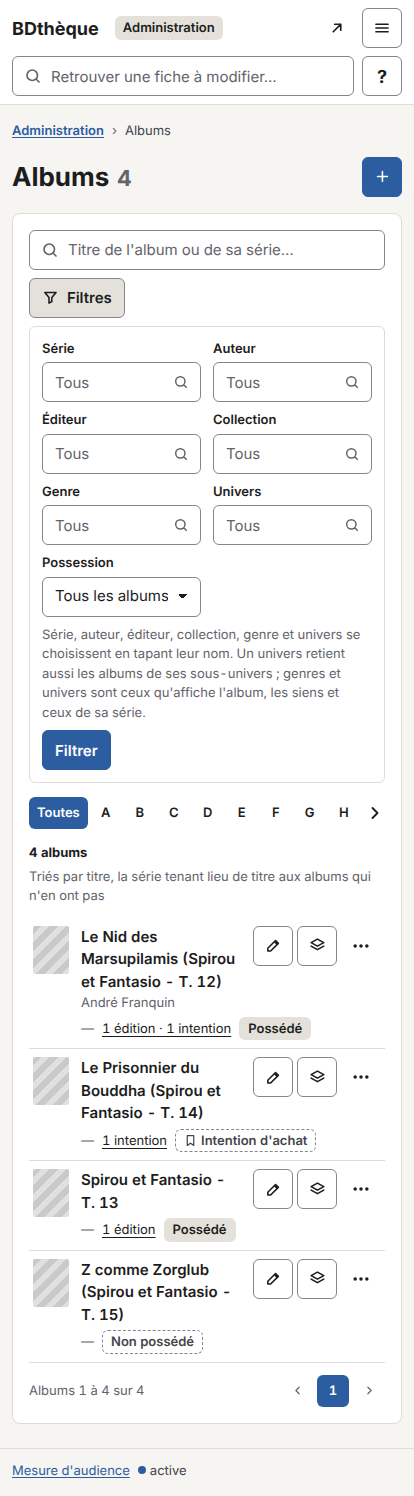 BDthèque Administration
Retrouver une fiche à modifier... ?
Administration › Albums
Albums 4
+
Titre de l'album ou de sa série...
Filtres
Série Auteur
Tous Tous
Éditeur Collection
Tous Tous
Genre Univers
Tous Tous
Possession
Tous les albums
Série, auteur, éditeur, collection, genre et univers se
choisissent en tapant leur nom. Un univers retient
aussi les albums de ses sous-univers ; genres et
univers sont ceux qu'affiche l'album, les siens et
ceux de sa série.
Filtrer
Toutes A B C D E F G H
4 albums
Triés par titre, la série tenant lieu de titre aux albums qui
n'en ont pas
Le Nid des
Marsupilamis (Spirou
et Fantasio - T. 12)
André Franquin
— 1 édition · 1 intention Possédé
Le Prisonnier du
Bouddha (Spirou et
Fantasio - T. 14)
— 1 intention Intention d'achat
Spirou et Fantasio -
T. 13
— 1 édition Possédé
Z comme Zorglub
(Spirou et Fantasio -
T. 15)
— Non possédé
Albums 1 à 4 sur 4 ‹ 1 ›
Mesure d'audience active